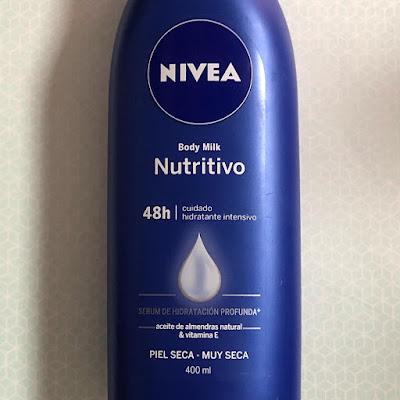 NIVEA
Body Milk
Nutritivo
48h cuidado
hidratante intensivo
SERUM DE HIDRATACIÓN PROFUNDA+
aceite de almendras natural
& vitamina E
PIEL SECA - MUY SECA
400 ml